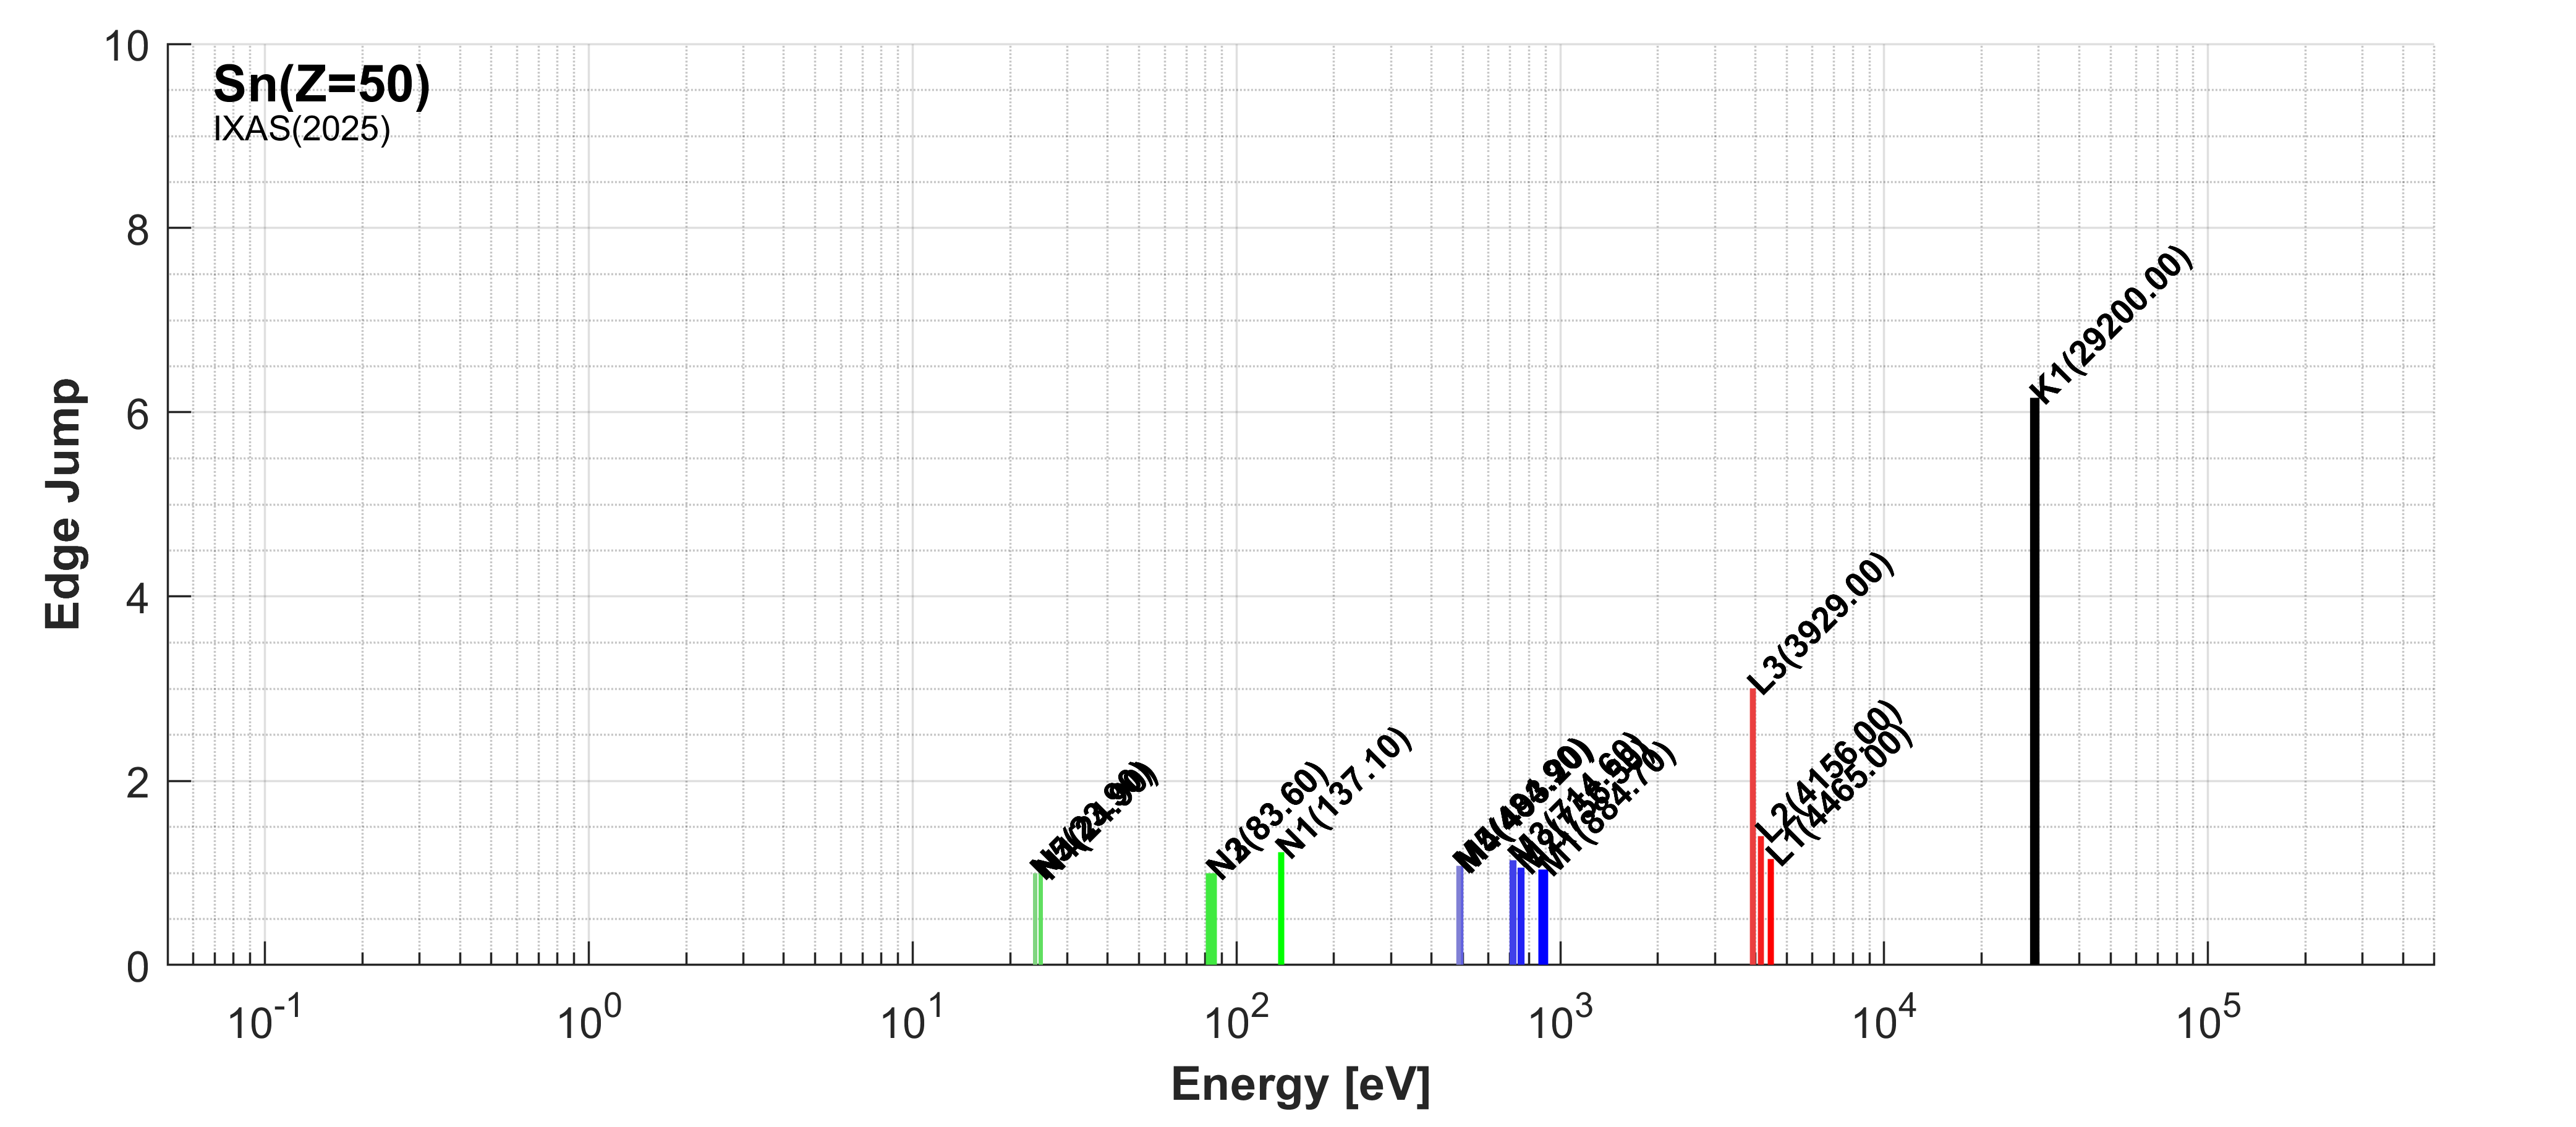 Sn(Z=50)
IXAS(2025)
10
8
6
4
2
0
Edge Jump
N1(137.10)
L3(3929.00)
L2(4156.00)
L1(4465.00)
K1(29200.00)
M1(884.70)
(83.60)
10^-1
10^0
10^1
10^2
10^3
10^4
10^5
Energy [eV]